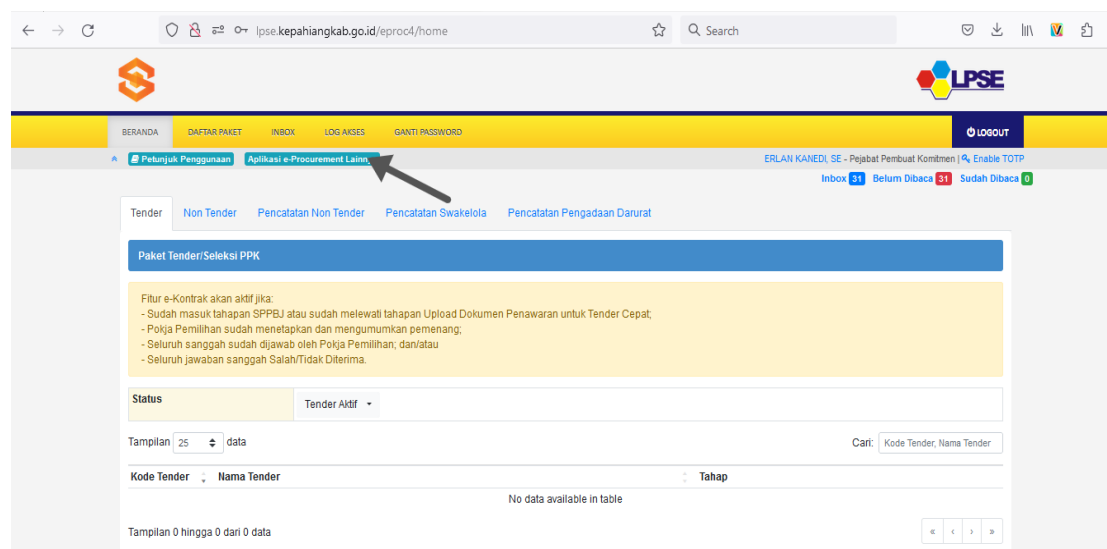 lpse.kepahiangkab.go.id/eproc4/home
Search
LPSE
BERANDA DAFTAR PAKET INBOX LOG AKSES GANTI PASSWORD LOGOUT
Petunjuk Penggunaan Aplikasi e-Procurement ERLAN KANEDI, SE - Pejabat Pembuat Komitmen | Enable TOTP
Inbox 31 Belum Dibaca 31 Sudah Dibaca 0
Tender Non Tender Pencatatan Non Tender Pencatatan Swakelola Pencatatan Pengadaan Darurat
Paket Tender/Seleksi PPK
Fitur e-Kontrak akan aktif jika:
- Sudah masuk tahapan SPPBJ atau sudah melewati tahapan Upload Dokumen Penawaran untuk Tender Cepat;
- Pokja Pemilihan sudah menetapkan dan mengumumkan pemenang;
- Seluruh sanggah sudah dijawab oleh Pokja Pemilihan; dan/atau
- Seluruh jawaban sanggah Salah/Tidak Diterima.
Status Tender Aktif
Tampilan 25 data Cari: Kode Tender, Nama Tender
Kode Tender Nama Tender Tahap
No data available in table
Tampilan 0 hingga 0 dari 0 data « ‹ › »